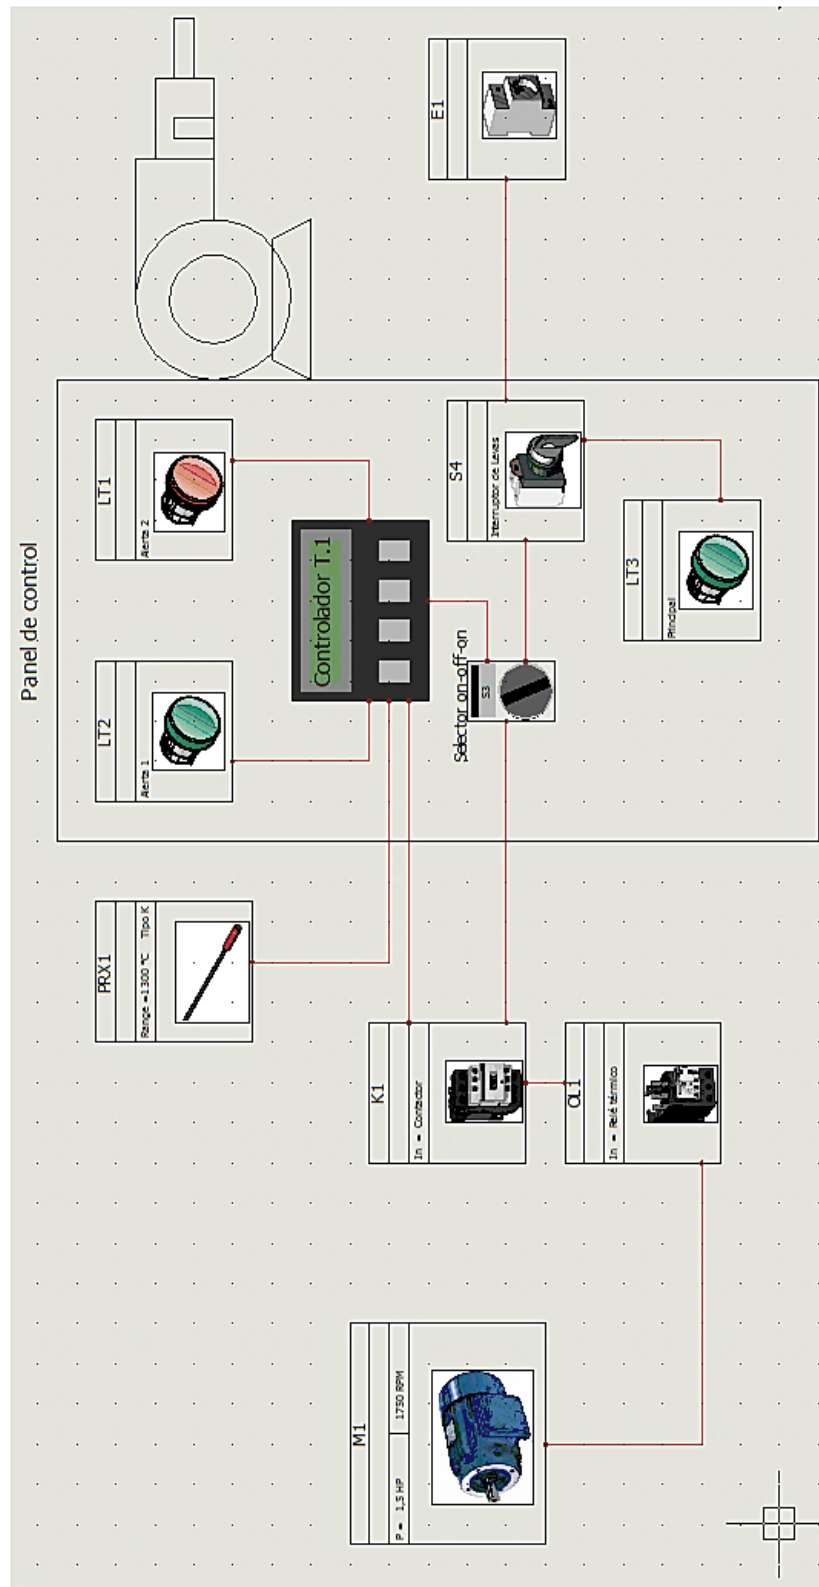 Panel de control
E1
LT1
Alerta 2
S4
Iterruptor de Levas
Controlador T.1
LT3
Principal
LT2
Alerta 1
Selector on-off-on
S3
PRX1
Range =1300 °C Tipo K
K1
In = Contactor
OL1
In = Relé térmico
M1
P = 1,5 HP 1750 RPM